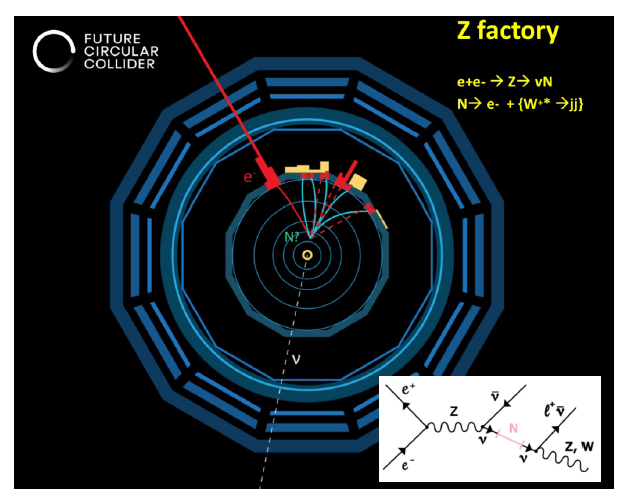 FUTURE
CIRCULAR
COLLIDER
Z factory
e+e- → Z→ νN
N→ e- + {W⁺* →jj}
e⁻
N?
ν
e⁺
Z
ν̄
N
ν
ℓ⁺ ν̄
ν
Z, W
e⁻